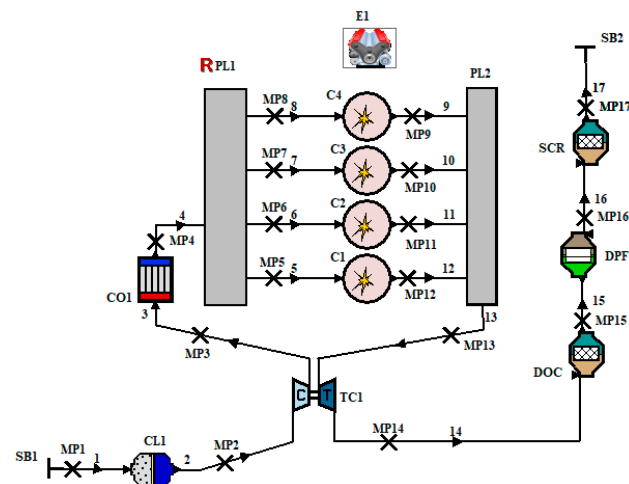 E1
SB2
R PL1
PL2
17
MP8
8
C4
9
MP17
MP9
SCR
MP7
7
C3
10
MP10
16
MP6
6
C2
11
MP16
4
MP11
MP4
DPF
MP5
5
C1
12
CO1
MP12
15
3
13
MP15
MP3
MP13
DOC
C T
TC1
MP14
14
CL1
MP2
SB1
MP1
1
2